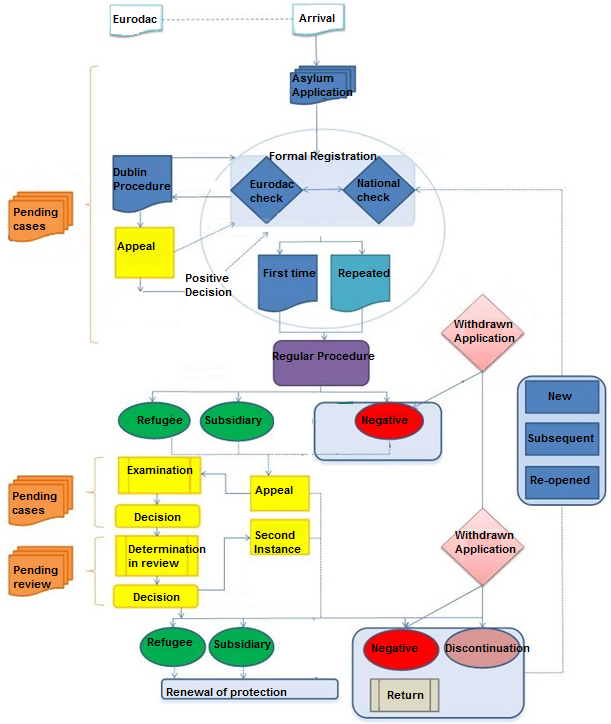 Eurodac
Arrival
Asylum
Application
Formal Registration
Dublin
Procedure
Eurodac
check
National
check
Pending
cases
Appeal
Positive
Decision
First time
Repeated
Withdrawn
Application
Regular Procedure
New
Subsequent
Re-opened
Refugee
Subsidiary
Negative
Examination
Pending
cases
Appeal
Decision
Second
Instance
Withdrawn
Application
Determination
in review
Pending
review
Decision
Refugee
Subsidiary
Negative
Discontinuation
Renewal of protection
Return